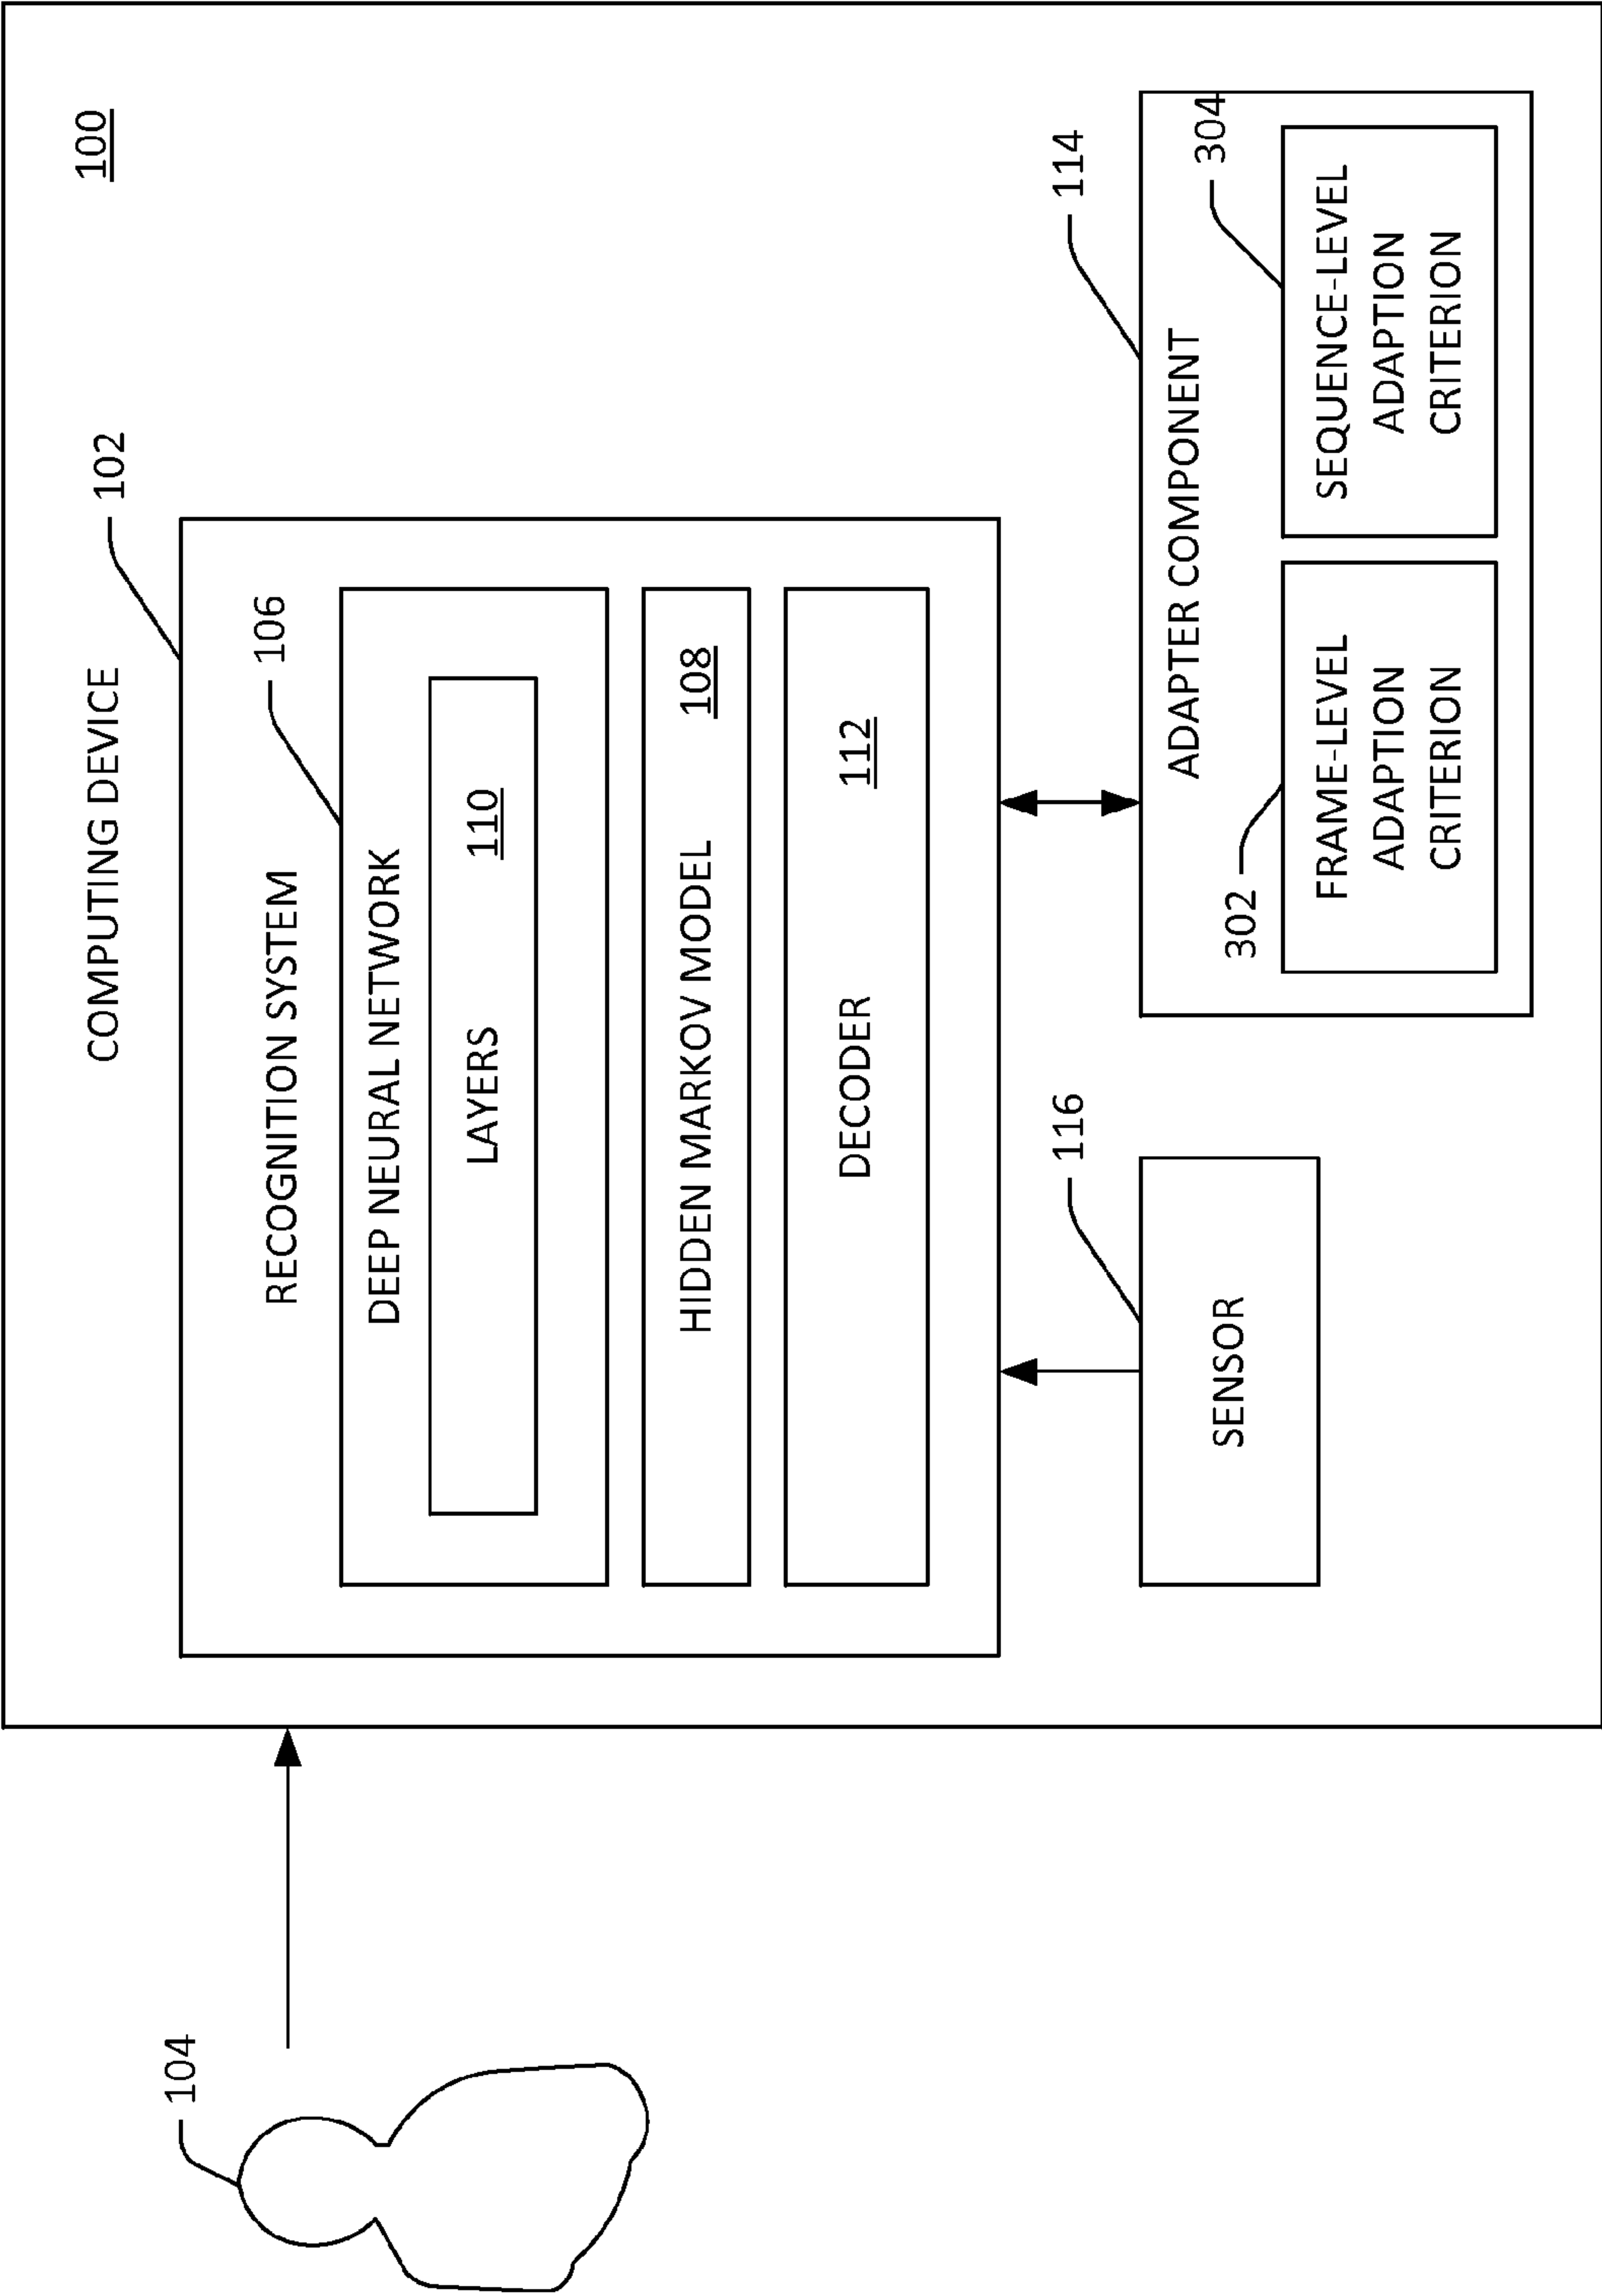 100
COMPUTING DEVICE
102
RECOGNITION SYSTEM
106
DEEP NEURAL NETWORK
LAYERS
110
HIDDEN MARKOV MODEL
108
DECODER
112
104
116
SENSOR
114
ADAPTER COMPONENT
302
304
FRAME-LEVEL
ADAPTION
CRITERION
SEQUENCE-LEVEL
ADAPTION
CRITERION